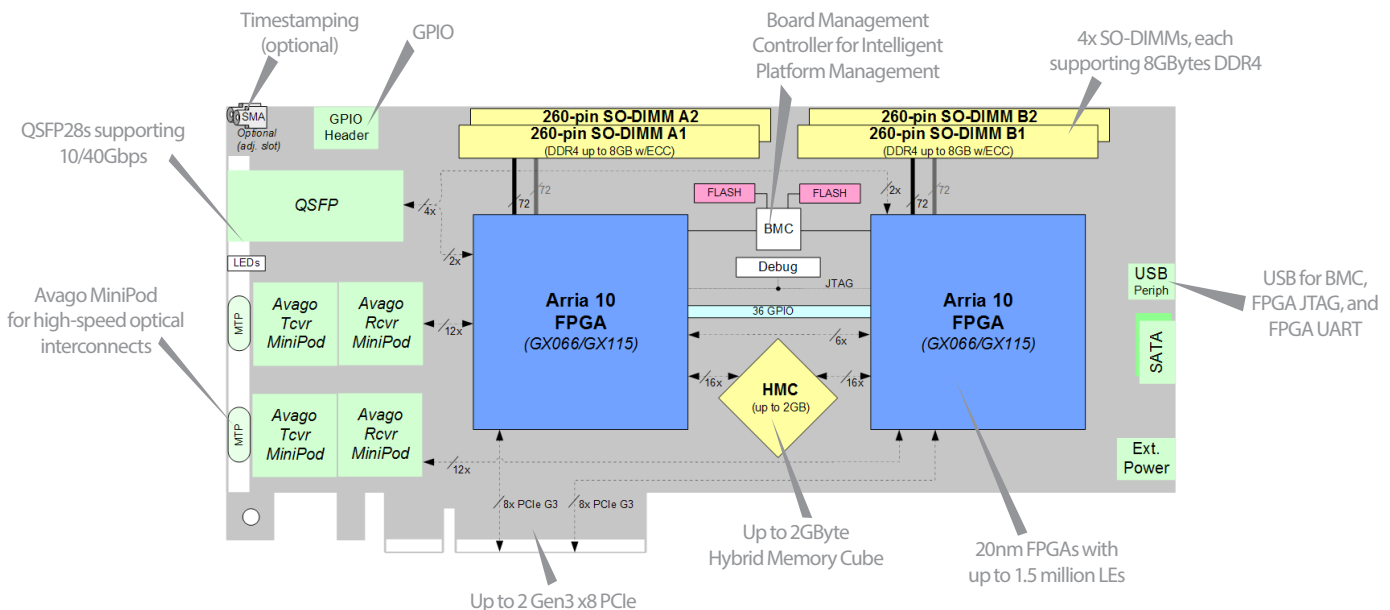 Timestamping
(optional)
GPIO
Board Management
Controller for Intelligent
Platform Management
4x SO-DIMMs, each
supporting 8GBytes DDR4
QSFP28s supporting
10/40Gbps
SMA
Optional
(adj. slot)
GPIO
Header
260-pin SO-DIMM A2
260-pin SO-DIMM A1
(DDR4 up to 8GB w/ECC)
260-pin SO-DIMM B2
260-pin SO-DIMM B1
(DDR4 up to 8GB w/ECC)
72
72
72
72
FLASH
FLASH
2x
QSFP
4x
BMC
2x
LEDs
Debug
JTAG
USB
Periph
USB for BMC,
FPGA JTAG, and
FPGA UART
Avago MiniPod
for high-speed optical
interconnects
MTP
Avago
Tcvr
MiniPod
Avago
Rcvr
MiniPod
12x
Arria 10
FPGA
(GX066/GX115)
36 GPIO
Arria 10
FPGA
(GX066/GX115)
6x
SATA
16x
16x
HMC
(up to 2GB)
MTP
Avago
Tcvr
MiniPod
Avago
Rcvr
MiniPod
12x
Ext.
Power
8x PCIe G3
8x PCIe G3
Up to 2GByte
Hybrid Memory Cube
20nm FPGAs with
up to 1.5 million LEs
Up to 2 Gen3 x8 PCIe